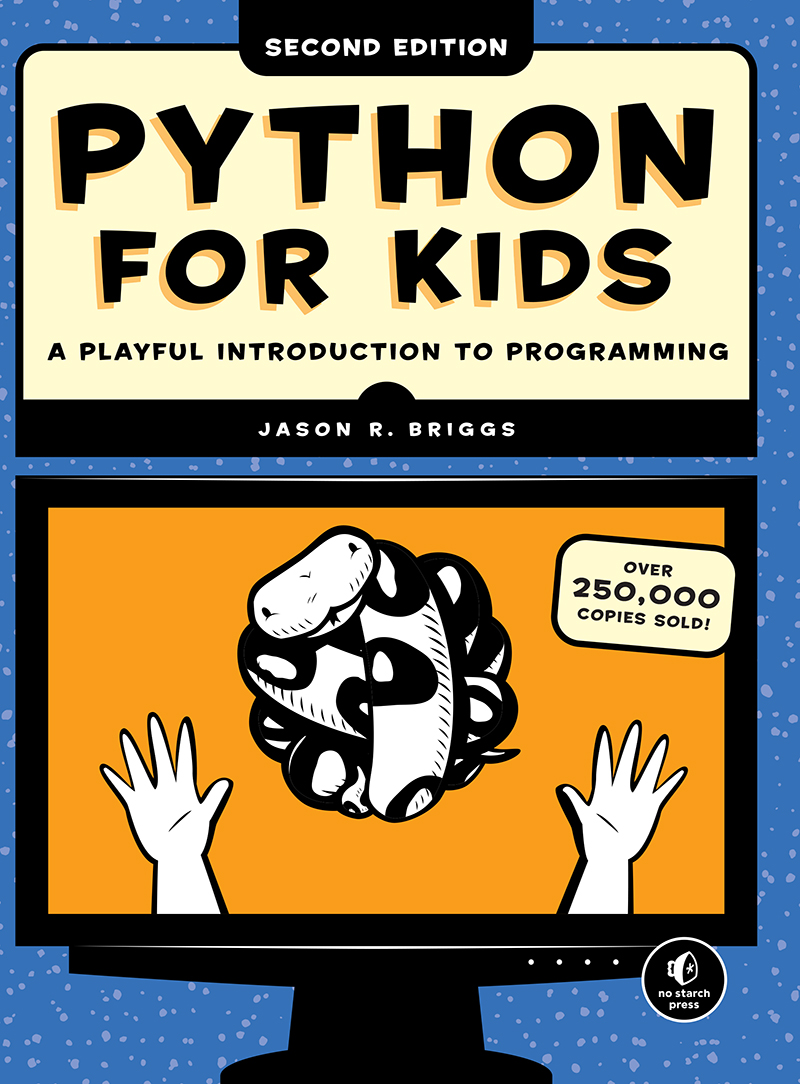 SECOND EDITION
PYTHON
FOR KIDS
A PLAYFUL INTRODUCTION TO PROGRAMMING
JASON R. BRIGGS
OVER
250,000
COPIES SOLD!
no starch
press